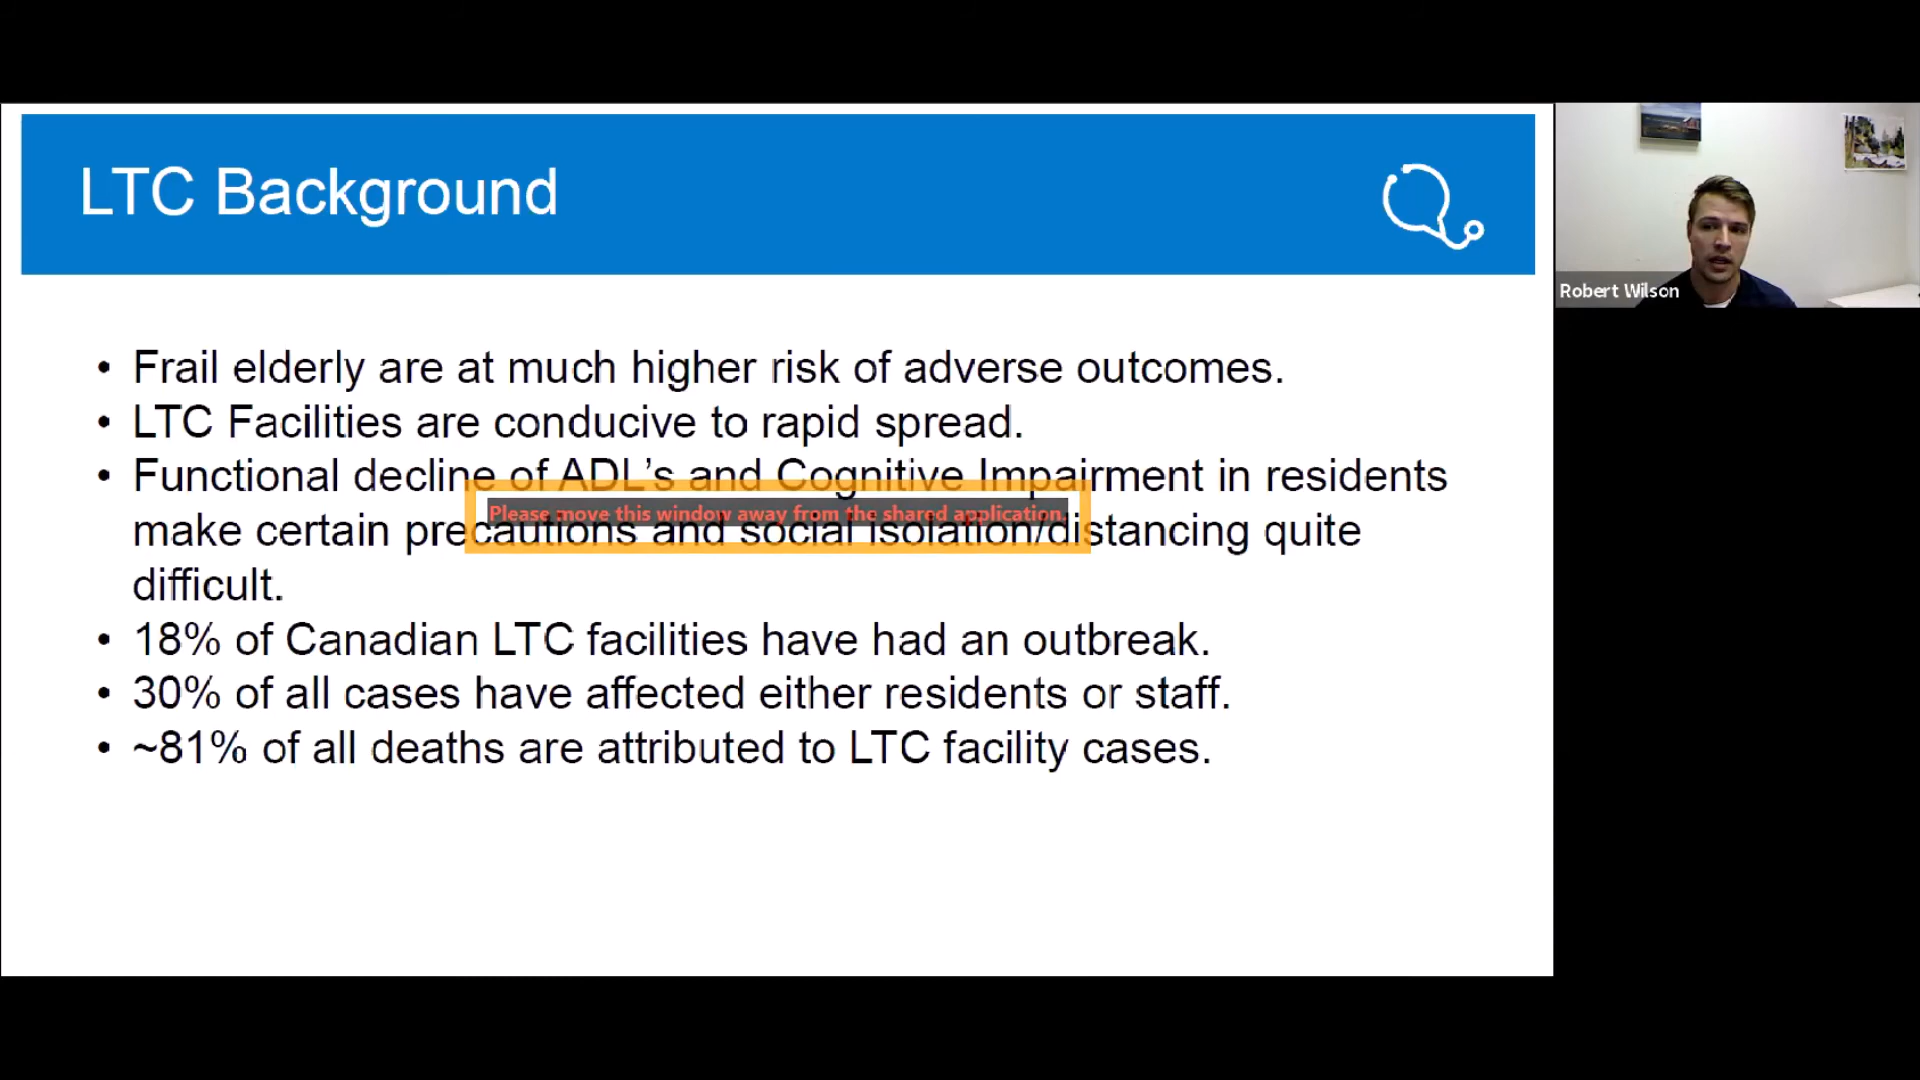 LTC Background
Robert Wilson
• Frail elderly are at much higher risk of adverse outcomes.
• LTC Facilities are conducive to rapid spread.
• Functional decline of ADL's and Cognitive Impairment in residents
Please move this window away from the shared application.
make certain precautions and social isolation/distancing quite
difficult.
• 18% of Canadian LTC facilities have had an outbreak.
• 30% of all cases have affected either residents or staff.
• ~81% of all deaths are attributed to LTC facility cases.